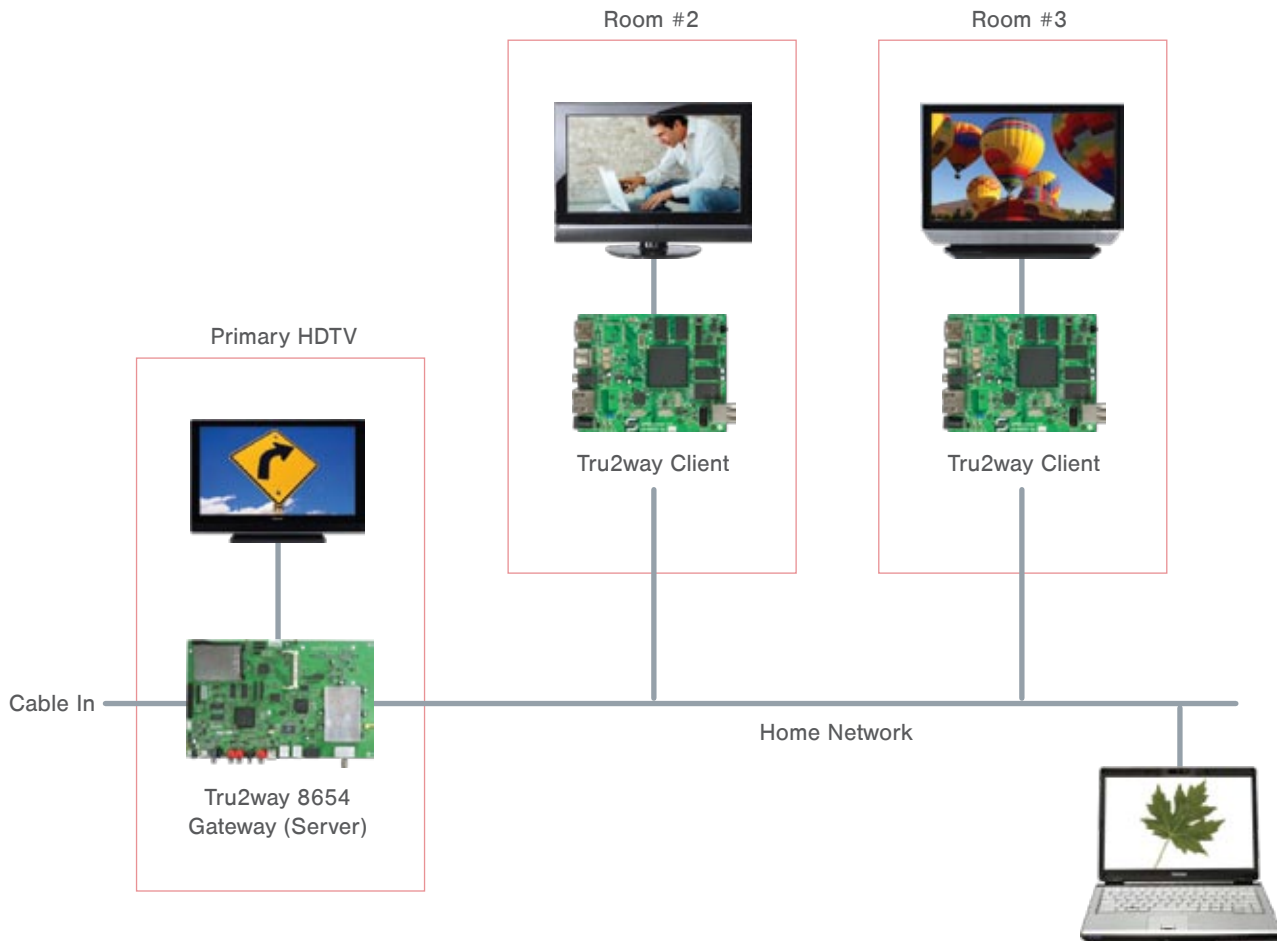 Room #2
Room #3
Primary HDTV
Tru2way Client
Tru2way Client
Cable In
Home Network
Tru2way 8654
Gateway (Server)